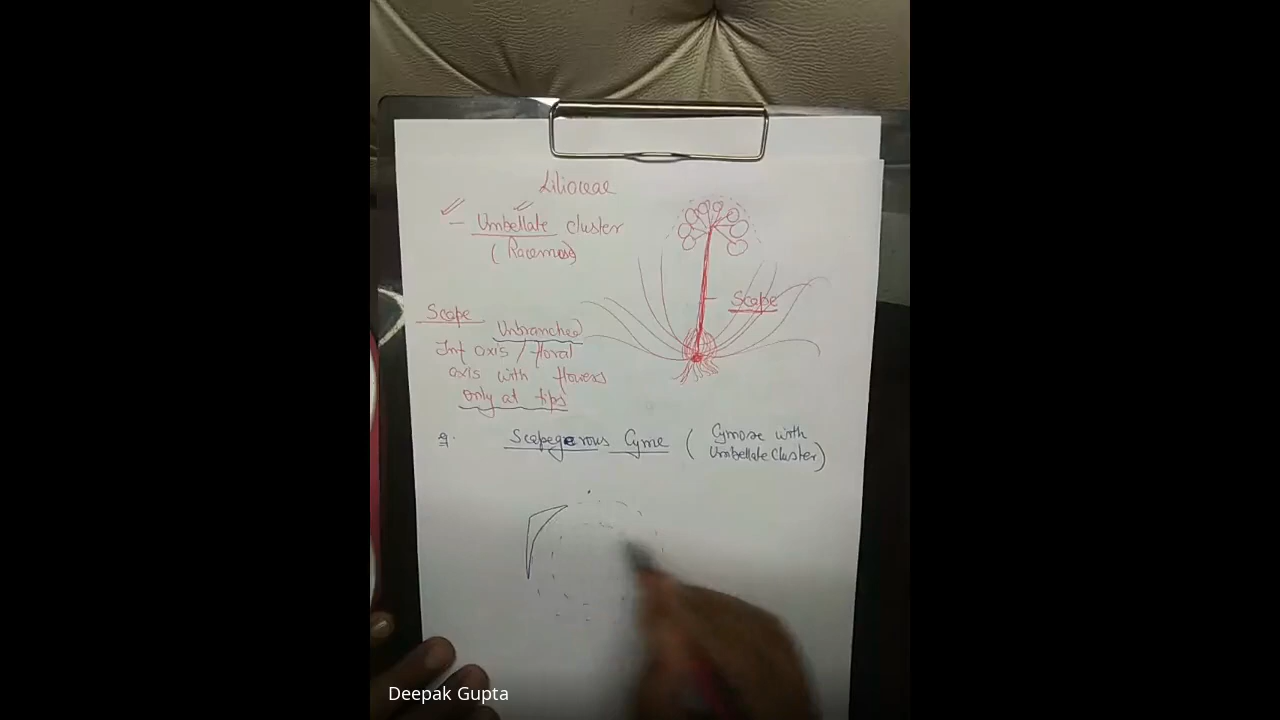 Lilioceae
– Umbellate cluster
(Racemose)
Scape
Scape
Unbranched
Inf axis / floral
axis with flowers
only at tips
Scapegerous Cyme (Cymose with
Umbellate Cluster)
Deepak Gupta